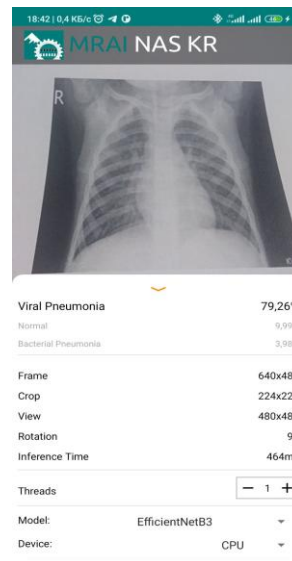 18:42 | 0,4 КБ/с
MRAI NAS KR
R
Viral Pneumonia 79,26
Normal 9,99
Bacterial Pneumonia 3,98
Frame 640x48
Crop 224x22
View 480x48
Rotation 9
Inference Time 464m
Threads − 1 +
Model: EfficientNetB3
Device: CPU